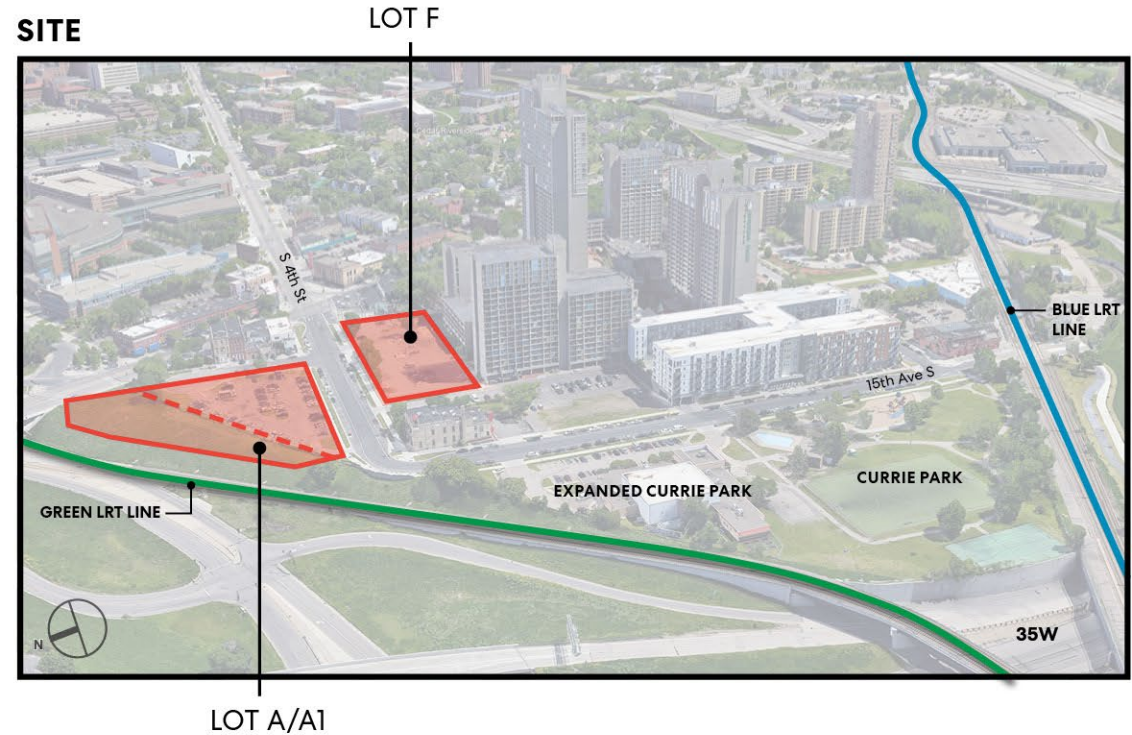 SITE
LOT F
S 4th St
BLUE LRT
LINE
15th Ave S
EXPANDED CURRIE PARK
CURRIE PARK
GREEN LRT LINE
N
35W
LOT A/A1